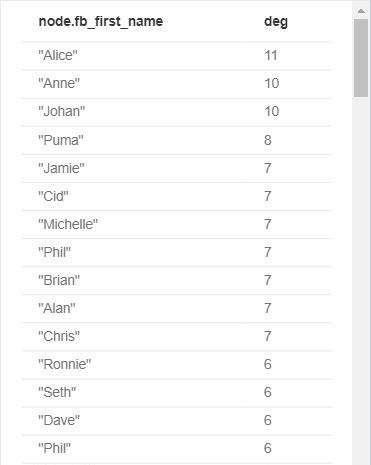 node.fb_first_name deg
"Alice" 11
"Anne" 10
"Johan" 10
"Puma" 8
"Jamie" 7
"Cid" 7
"Michelle" 7
"Phil" 7
"Brian" 7
"Alan" 7
"Chris" 7
"Ronnie" 6
"Seth" 6
"Dave" 6
"Phil" 6